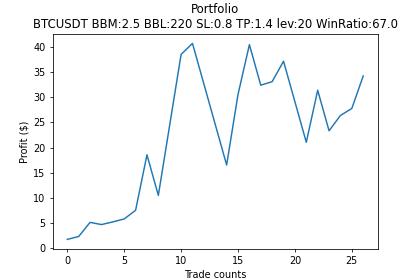 Portfolio
BTCUSDT BBM:2.5 BBL:220 SL:0.8 TP:1.4 lev:20 WinRatio:67.0
40
35
30
25
20
15
10
5
0
Profit ($)
0 5 10 15 20 25
Trade counts